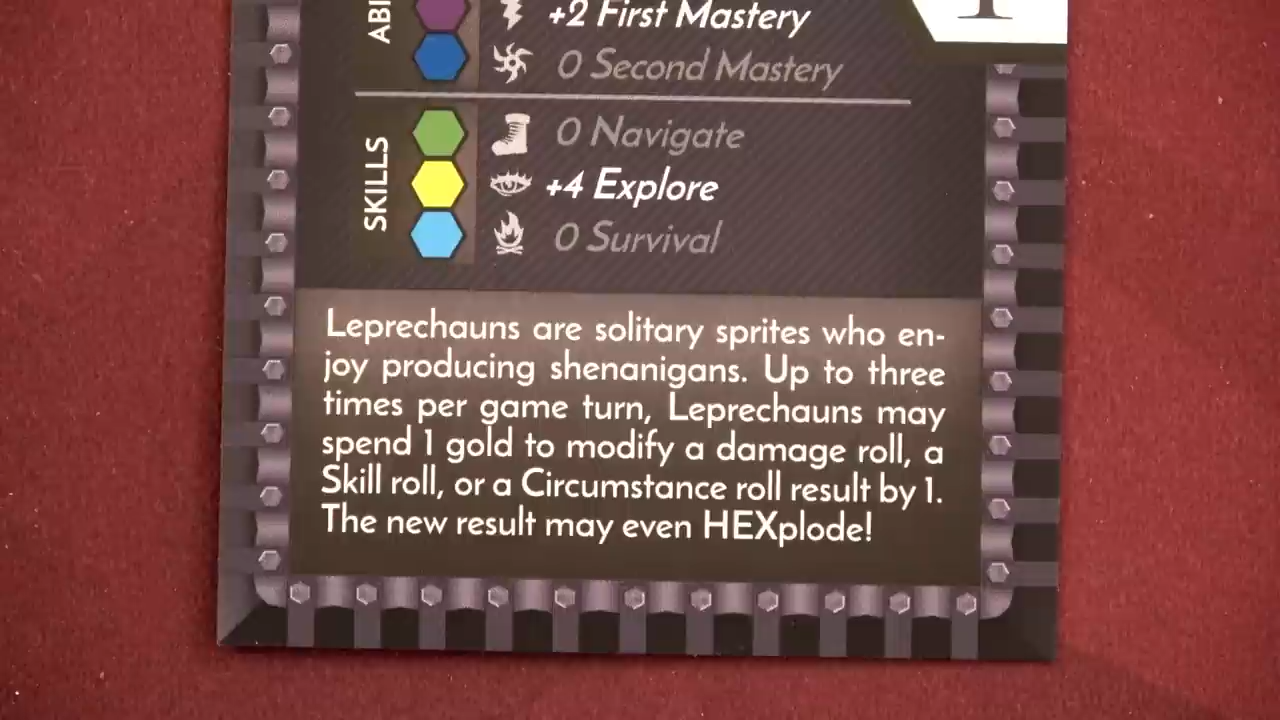 +2 First Mastery
0 Second Mastery
SKILLS
0 Navigate
+4 Explore
0 Survival
Leprechauns are solitary sprites who en-
joy producing shenanigans. Up to three
times per game turn, Leprechauns may
spend 1 gold to modify a damage roll, a
Skill roll, or a Circumstance roll result by 1.
The new result may even HEXplode!